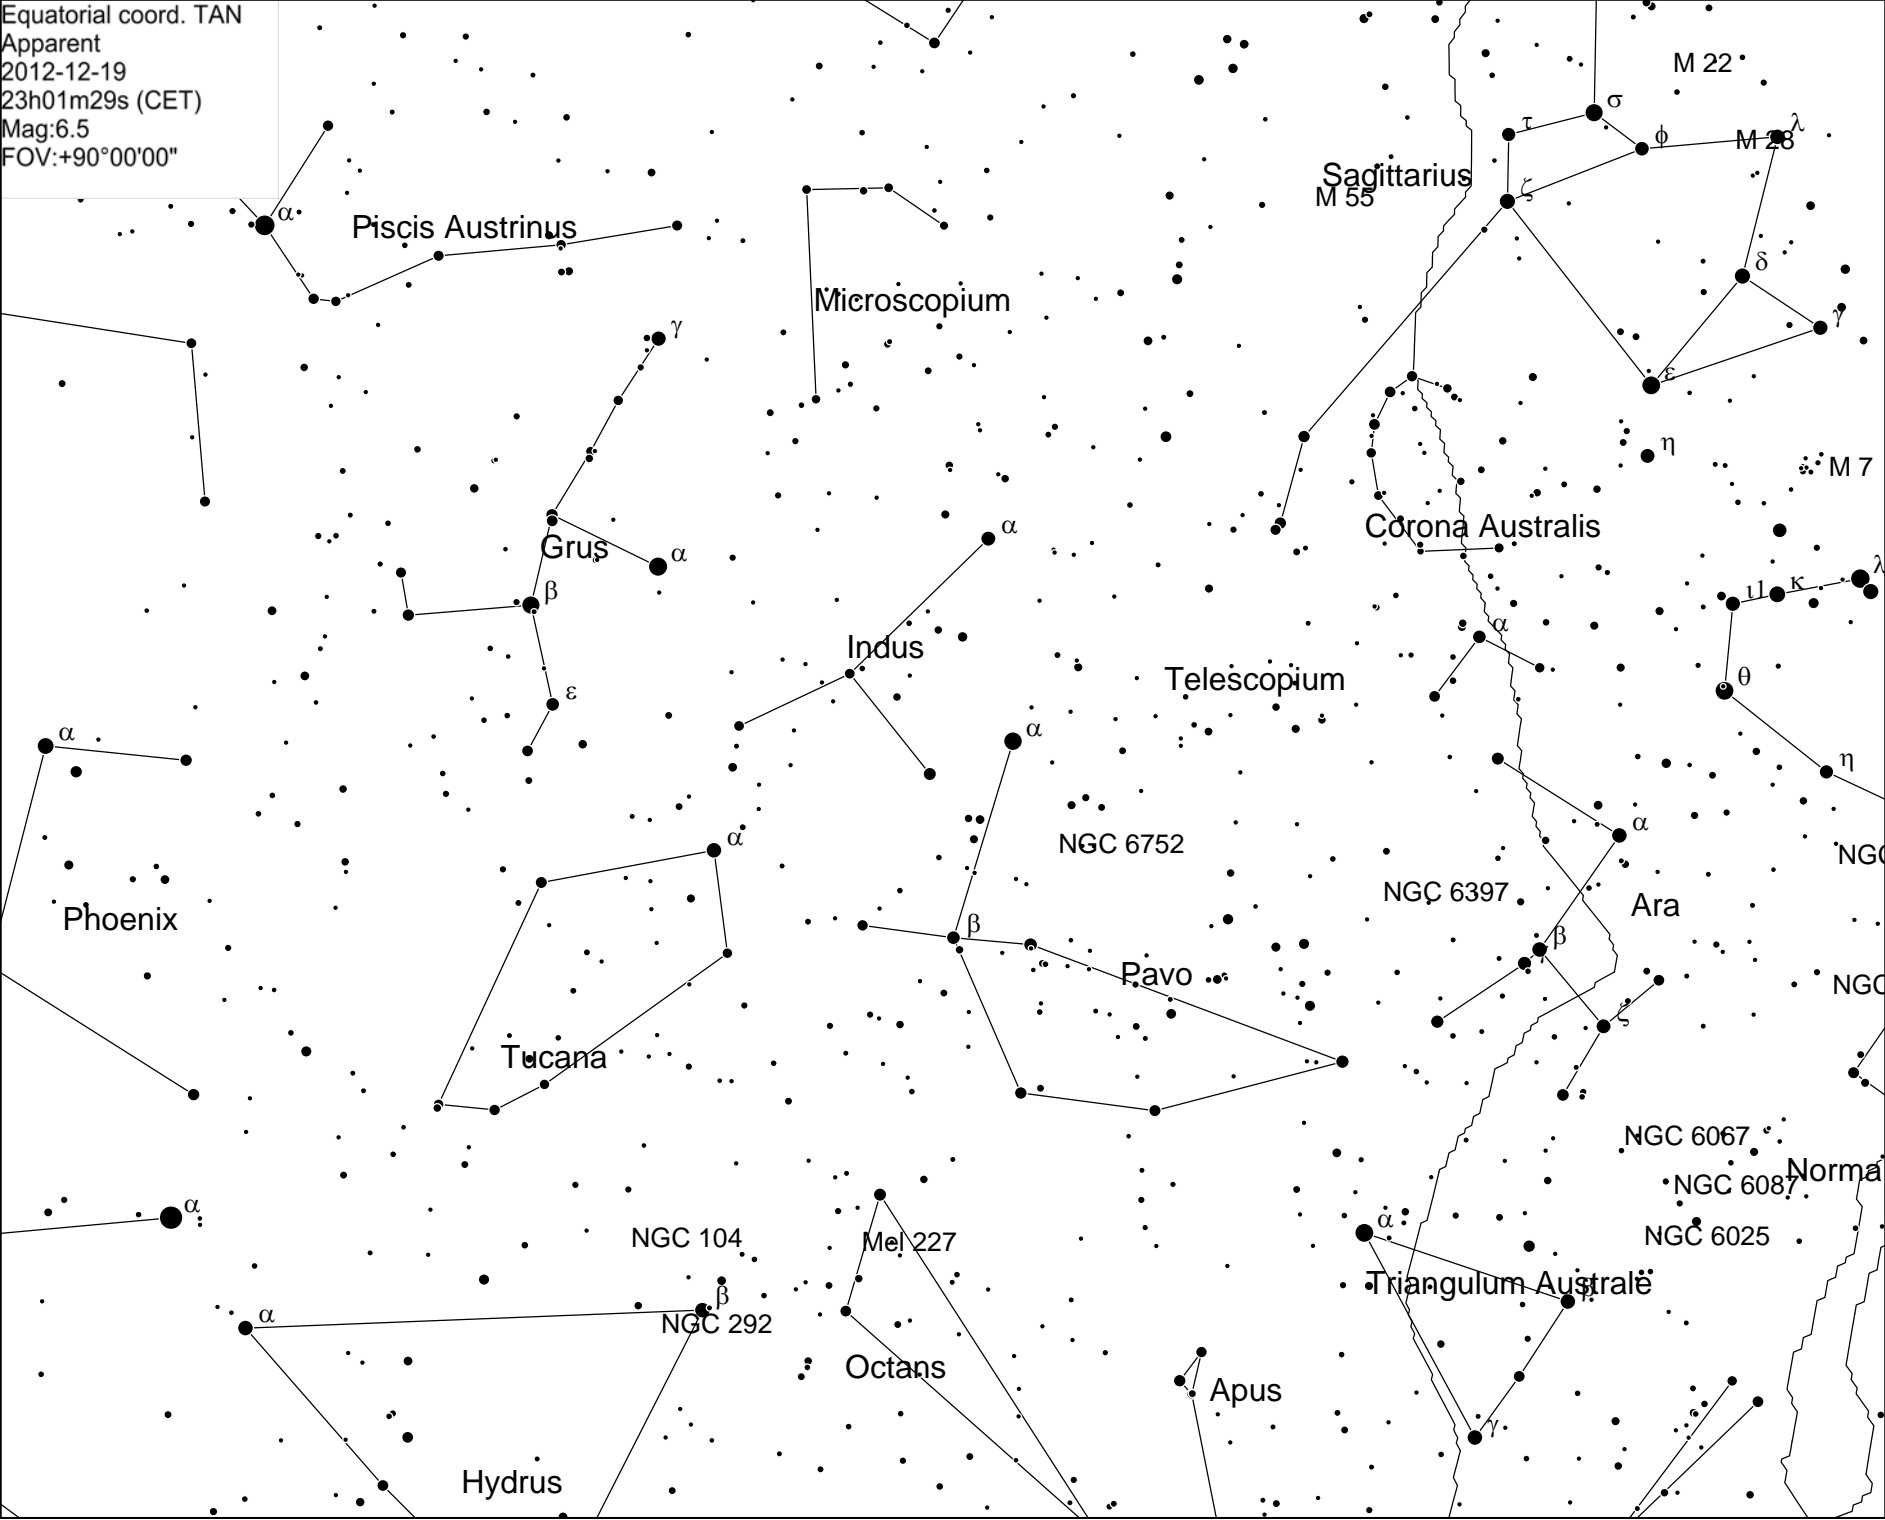 Equatorial coord. TAN
Apparent
2012-12-19
23h01m29s (CET)
Mag:6.5
FOV:+90°00'00"
M 22
σ
τ
λ
ϕ
M 28
Sagittarius
ζ
M 55
α
Piscis Austrinus
δ
Microscopium
γ
γ
ε
η
M 7
α
Corona Australis
Grus
α
λ
β
ι1
κ
α
Indus
Telescopium
θ
ε
α
α
η
α
α
NGC 6752
NGC
NGC 6397
Ara
Phoenix
β
β
γ
Pavo
NGC
ζ
Tucana
NGC 6067
Norma
NGC 6087
α
α
NGC 104
Mel 227
NGC 6025
Triangulum Australe
β
β
α
NGC 292
Octans
Apus
γ
Hydrus